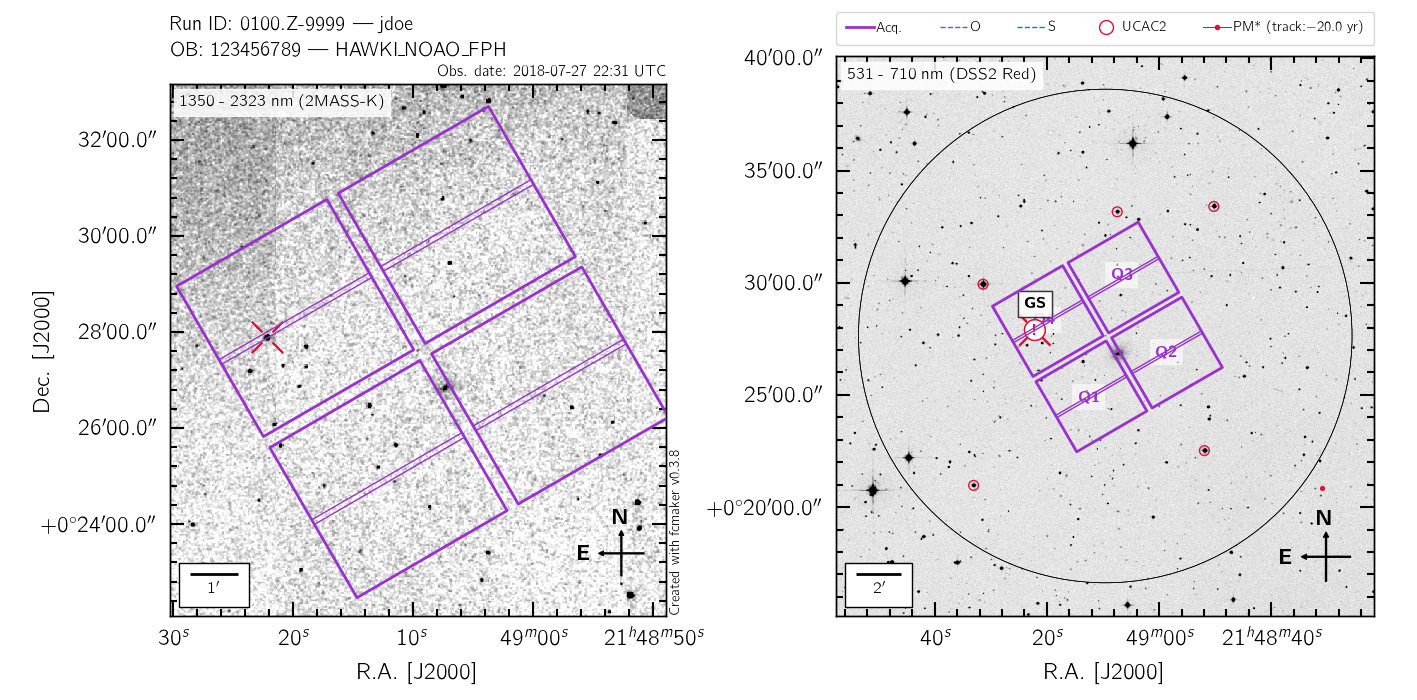 Run ID: 0100.Z-9999 — jdoe
OB: 123456789 — HAWKI_NOAO_FPH
Obs. date: 2018-07-27 22:31 UTC
1350 - 2323 nm (2MASS-K)
32′00.0″
30′00.0″
28′00.0″
26′00.0″
+0°24′00.0″
Dec. [J2000]
N
E
1′
Created with fcmaker v0.3.8
30ˢ 20ˢ 10ˢ 49ᵐ00ˢ 21ʰ48ᵐ50ˢ
R.A. [J2000]
Acq. O S UCAC2 PM* (track:−20.0 yr)
531 - 710 nm (DSS2 Red)
40′00.0″
35′00.0″
30′00.0″
25′00.0″
+0°20′00.0″
Q3
GS
Q2
Q1
N
E
2′
40ˢ 20ˢ 49ᵐ00ˢ 21ʰ48ᵐ40ˢ
R.A. [J2000]